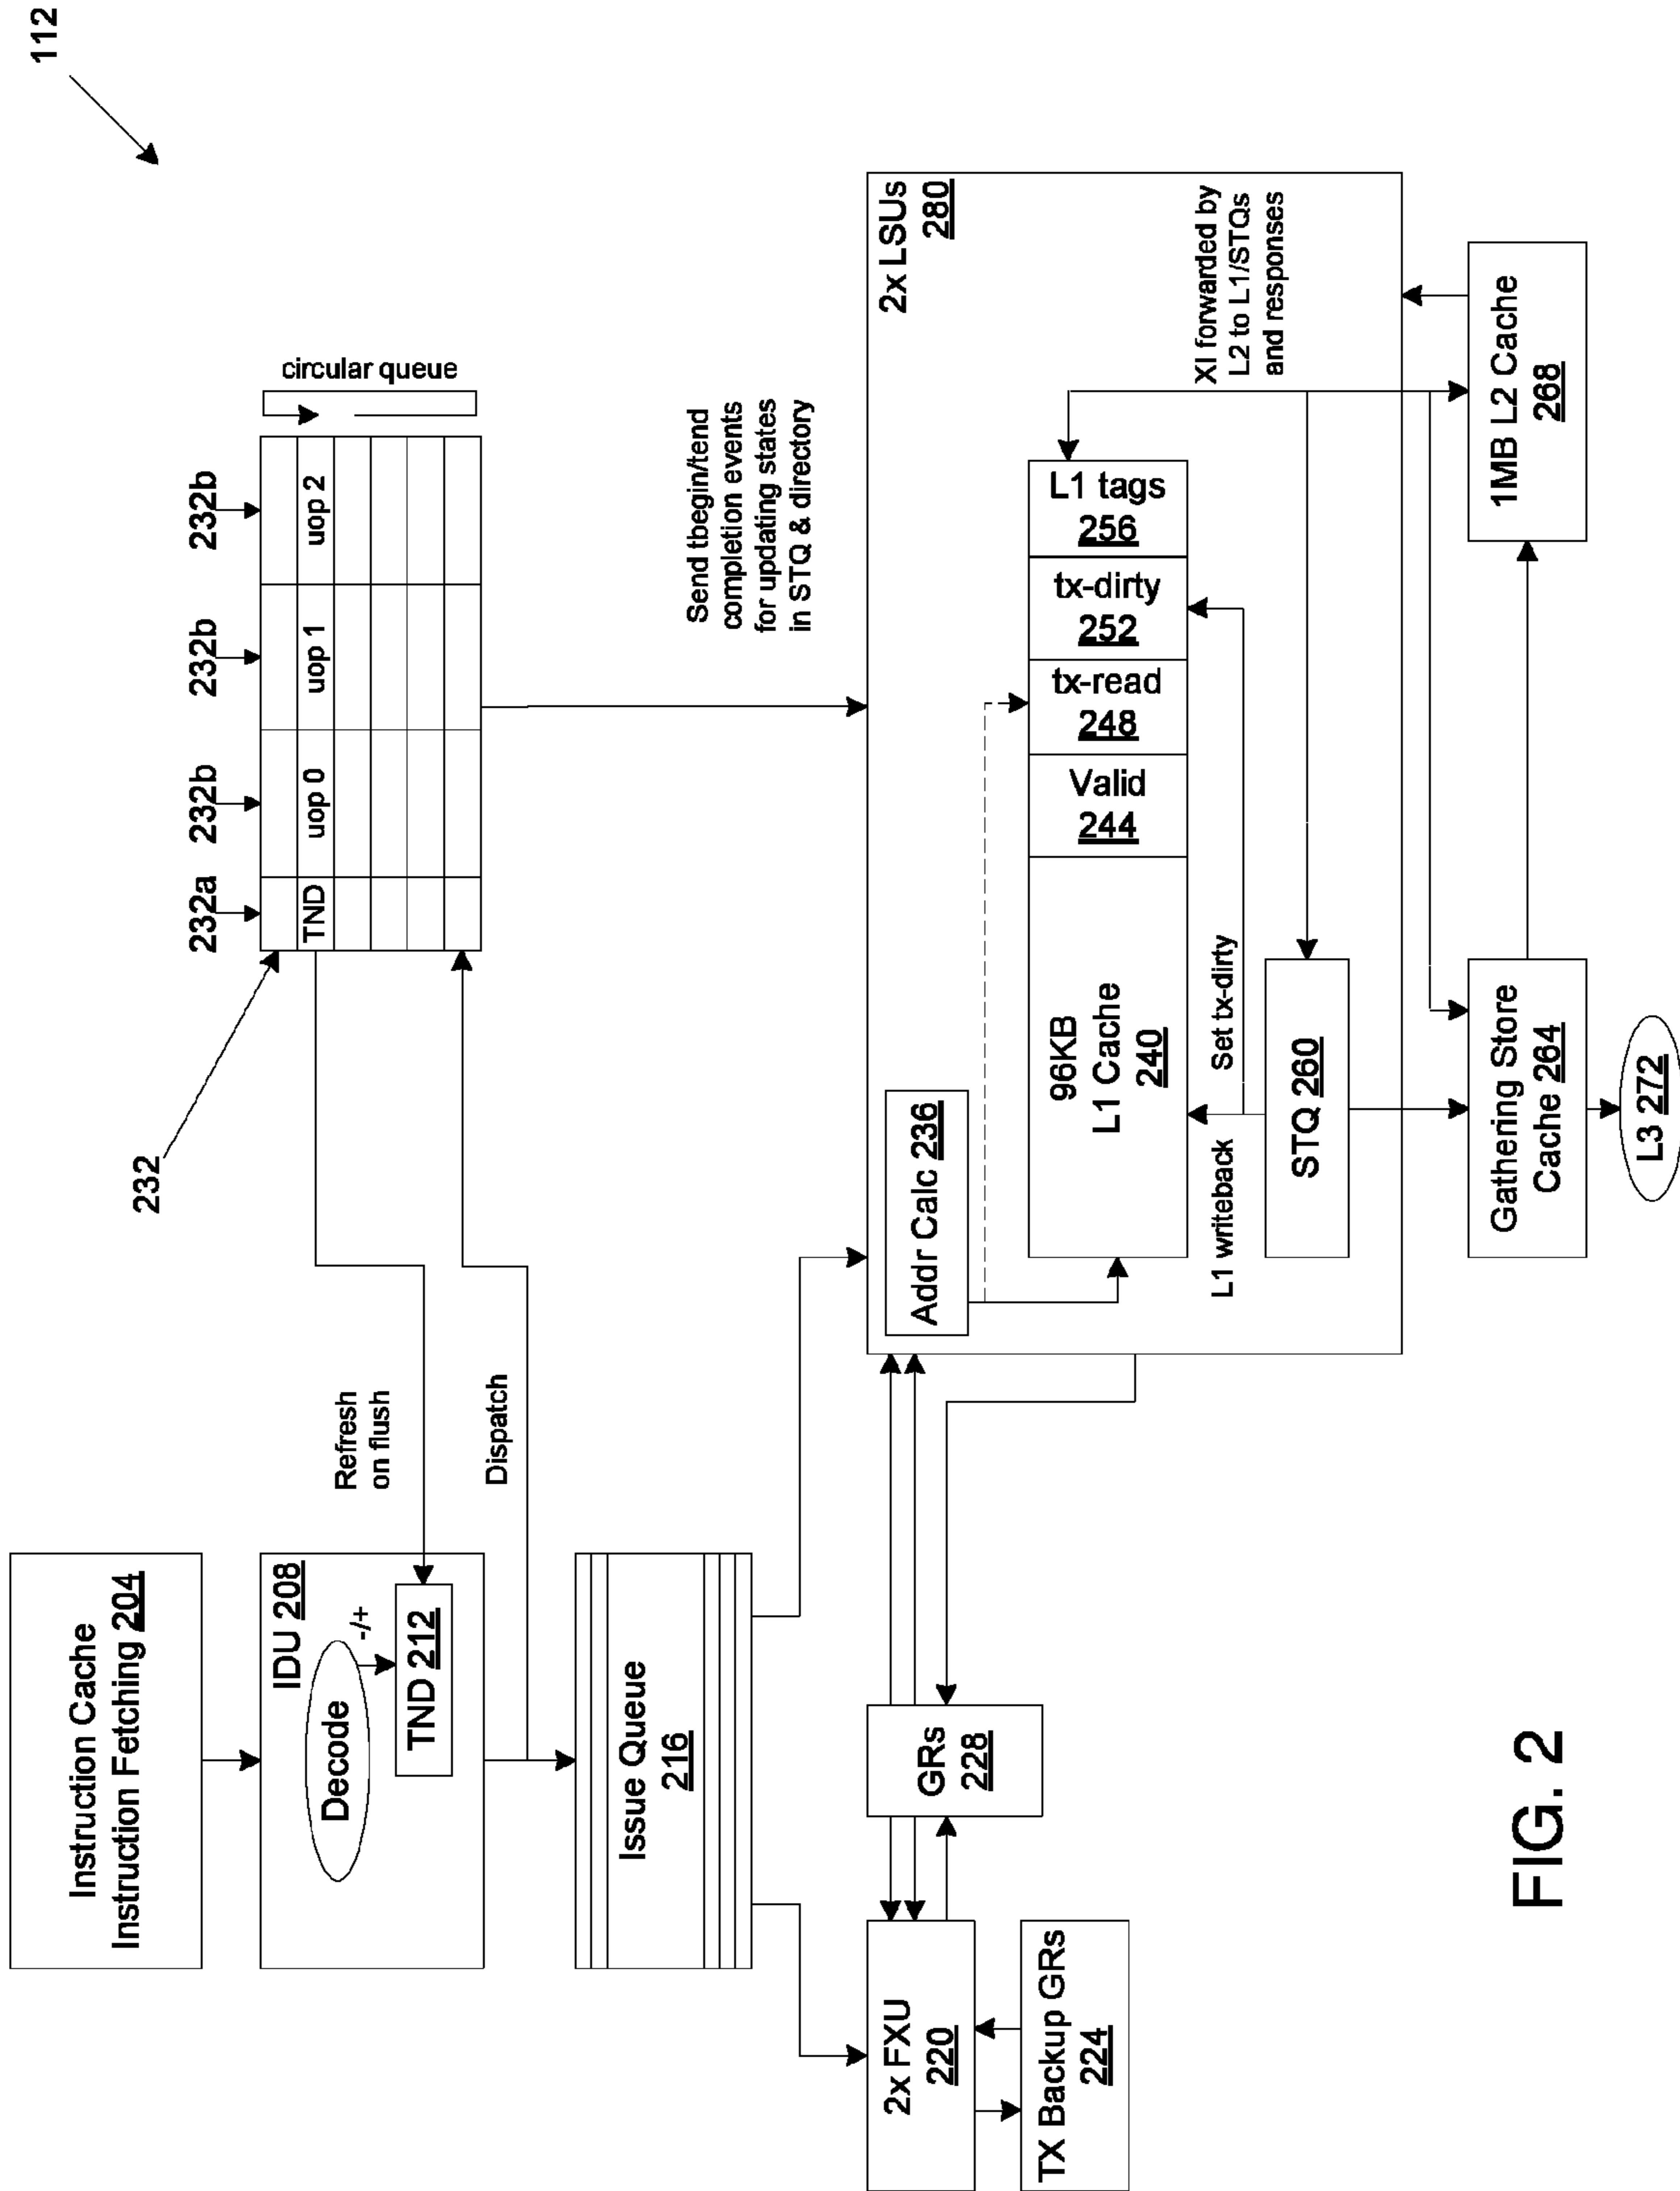 112
Instruction Cache
Instruction Fetching 204
IDU 208
Decode
-/+
TND 212
Refresh
on flush
Dispatch
232
232a
232b
232b
232b
TND
uop 0
uop 1
uop 2
circular queue
Issue Queue
216
Send tbegin/tend
completion events
for updating states
in STQ & directory
2x FXU
220
TX Backup GRs
224
GRs
228
2x LSUs
280
Addr Calc 236
96KB
L1 Cache
240
Valid
244
tx-read
248
tx-dirty
252
L1 tags
256
L1 writeback
Set tx-dirty
XI forwarded by
L2 to L1/STQs
and responses
STQ 260
Gathering Store
Cache 264
1MB L2 Cache
268
L3 272
FIG. 2